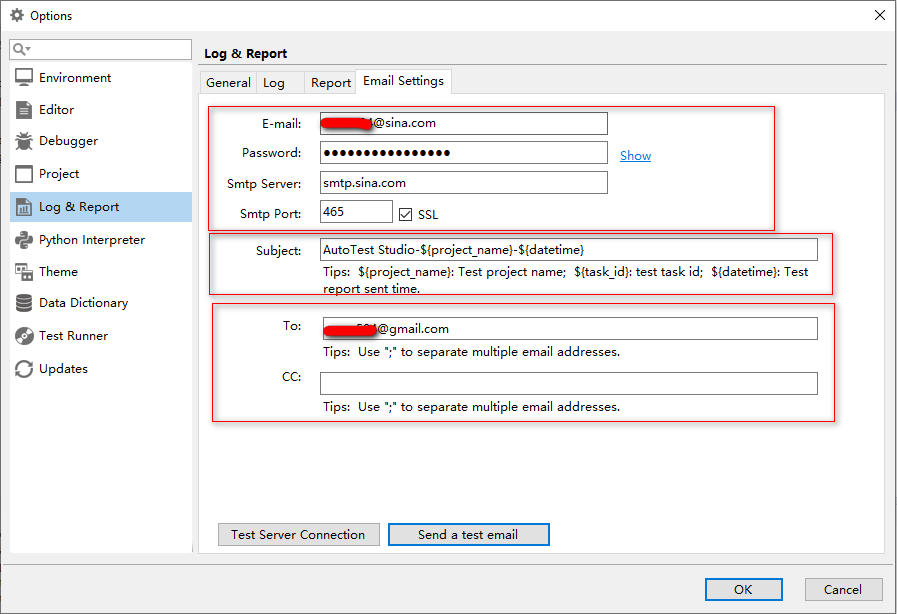 Options
Log & Report
Environment
Editor
Debugger
Project
Log & Report
Python Interpreter
Theme
Data Dictionary
Test Runner
Updates
General Log Report Email Settings
E-mail: @sina.com
Password: ●●●●●●●●●●●●●●●● Show
Smtp Server: smtp.sina.com
Smtp Port: 465 SSL
Subject: AutoTest Studio-${project_name}-${datetime}
Tips: ${project_name}: Test project name; ${task_id}: test task id; ${datetime}: Test
report sent time.
To: @gmail.com
Tips: Use ";" to separate multiple email addresses.
CC:
Tips: Use ";" to separate multiple email addresses.
Test Server Connection Send a test email
OK Cancel